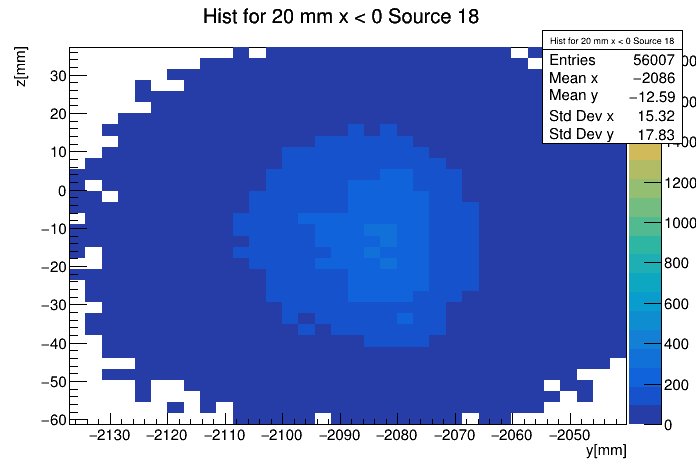 Hist for 20 mm x < 0 Source 18
Hist for 20 mm x < 0 Source 18
Entries 56007
Mean x −2086
Mean y −12.59
Std Dev x 15.32
Std Dev y 17.83
z[mm]
30
20
10
0
−10
−20
−30
−40
−50
−60
−2130 −2120 −2110 −2100 −2090 −2080 −2070 −2060 −2050
y[mm]
1200
1000
800
600
400
200
0